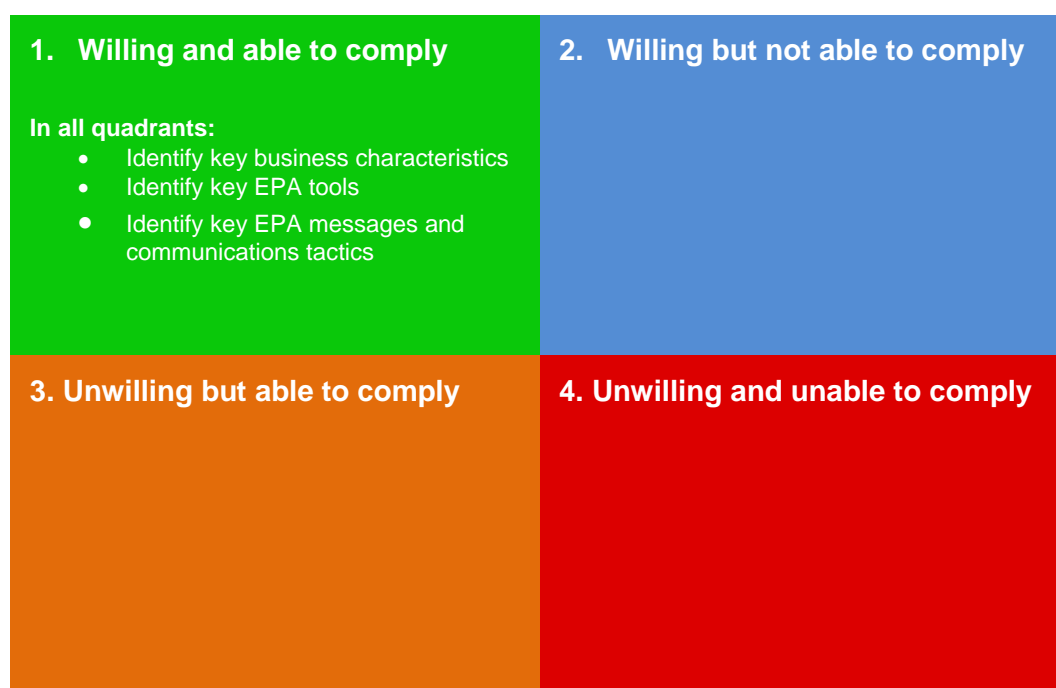 1. Willing and able to comply
In all quadrants:
• Identify key business characteristics
• Identify key EPA tools
• Identify key EPA messages and
communications tactics
2. Willing but not able to comply
3. Unwilling but able to comply
4. Unwilling and unable to comply